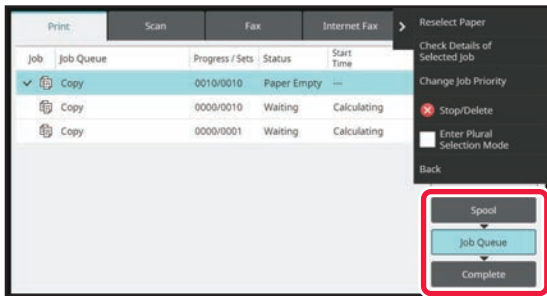 Print Scan Fax Internet Fax
Job Job Queue Progress / Sets Status Start Time
Copy 0010/0010 Paper Empty ---
Copy 0000/0010 Waiting Calculating
Copy 0000/0001 Waiting Calculating
Reselect Paper
Check Details of
Selected Job
Change Job Priority
Stop/Delete
Enter Plural
Selection Mode
Back
Spool
Job Queue
Complete